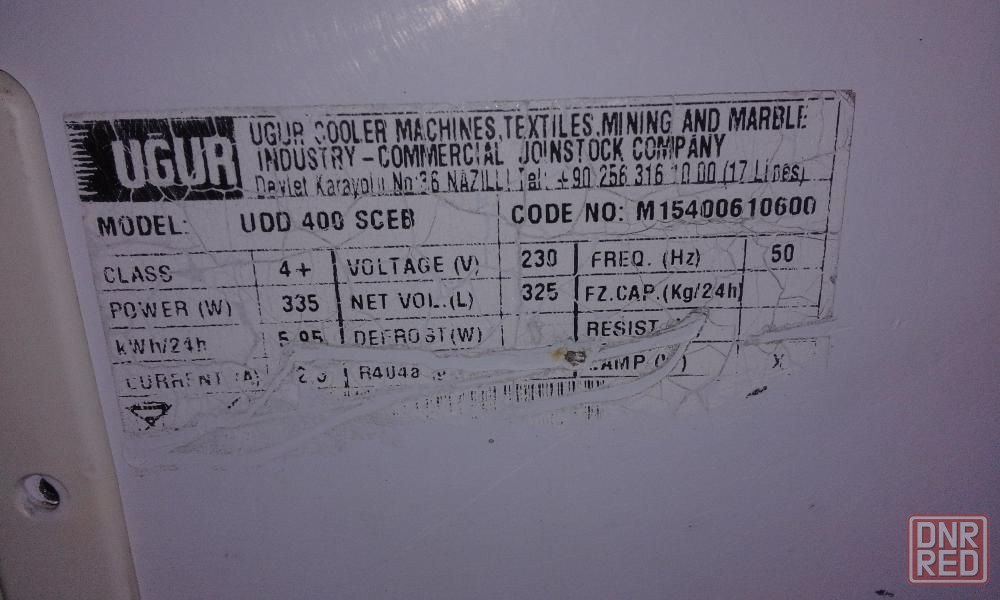 UGUR
UGUR COOLER MACHINES,TEXTILES,MINING AND MARBLE
INDUSTRY-COMMERCIAL JOINSTOCK COMPANY
Devlet Karayolu No:36 NAZILLI Tel: +90 256 316 10 00 (17 Lines)
MODEL: UDD 400 SCEB CODE NO: M15400610600
CLASS 4+ VOLTAGE (V) 230 FREQ. (Hz) 50
POWER (W) 335 NET VOL.(L) 325 FZ.CAP.(Kg/24h)
kWh/24h 5.95 DEFROST(W) RESIST
CURRENT (A) R404a
DNR
RED